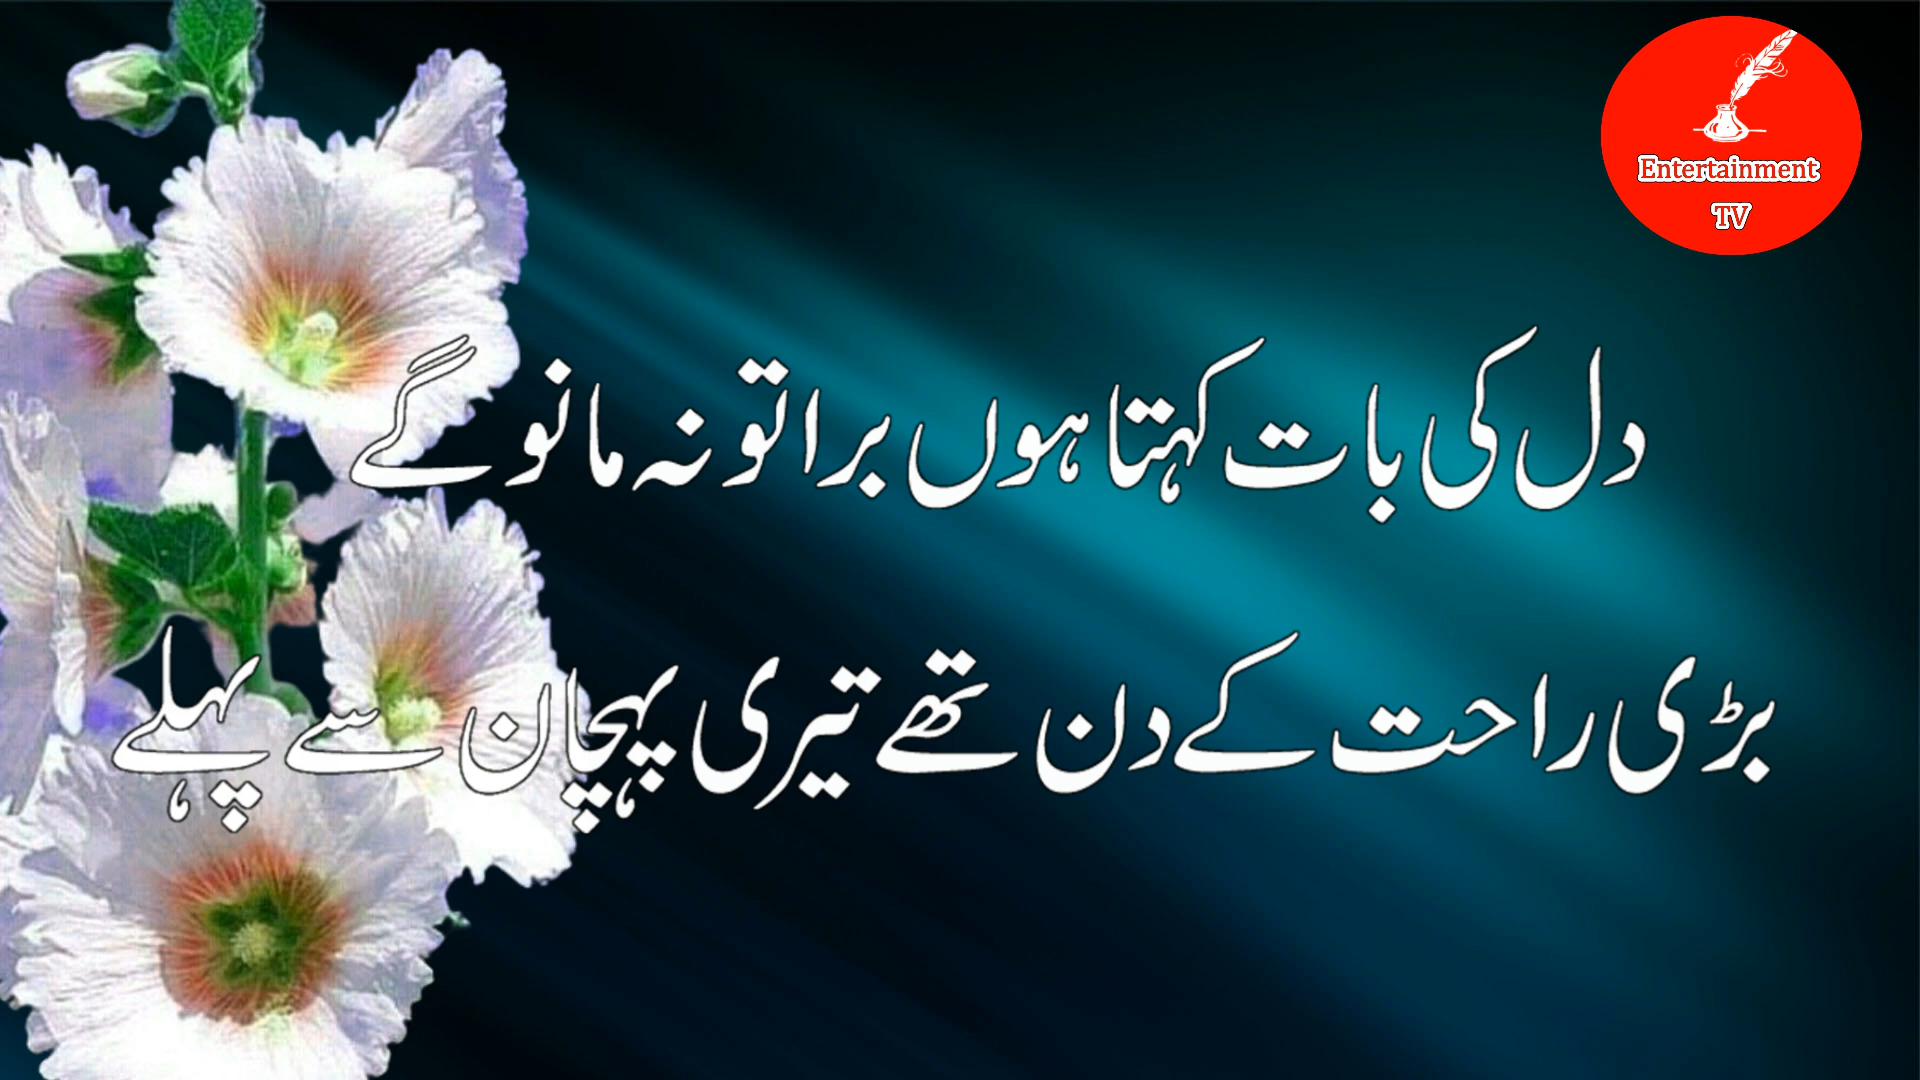 Entertainment
TV
دل کی بات کہتا ہوں برا تو نہ مانو گے
بڑی راحت کے دن تھے تیری پہچان سے پہلے